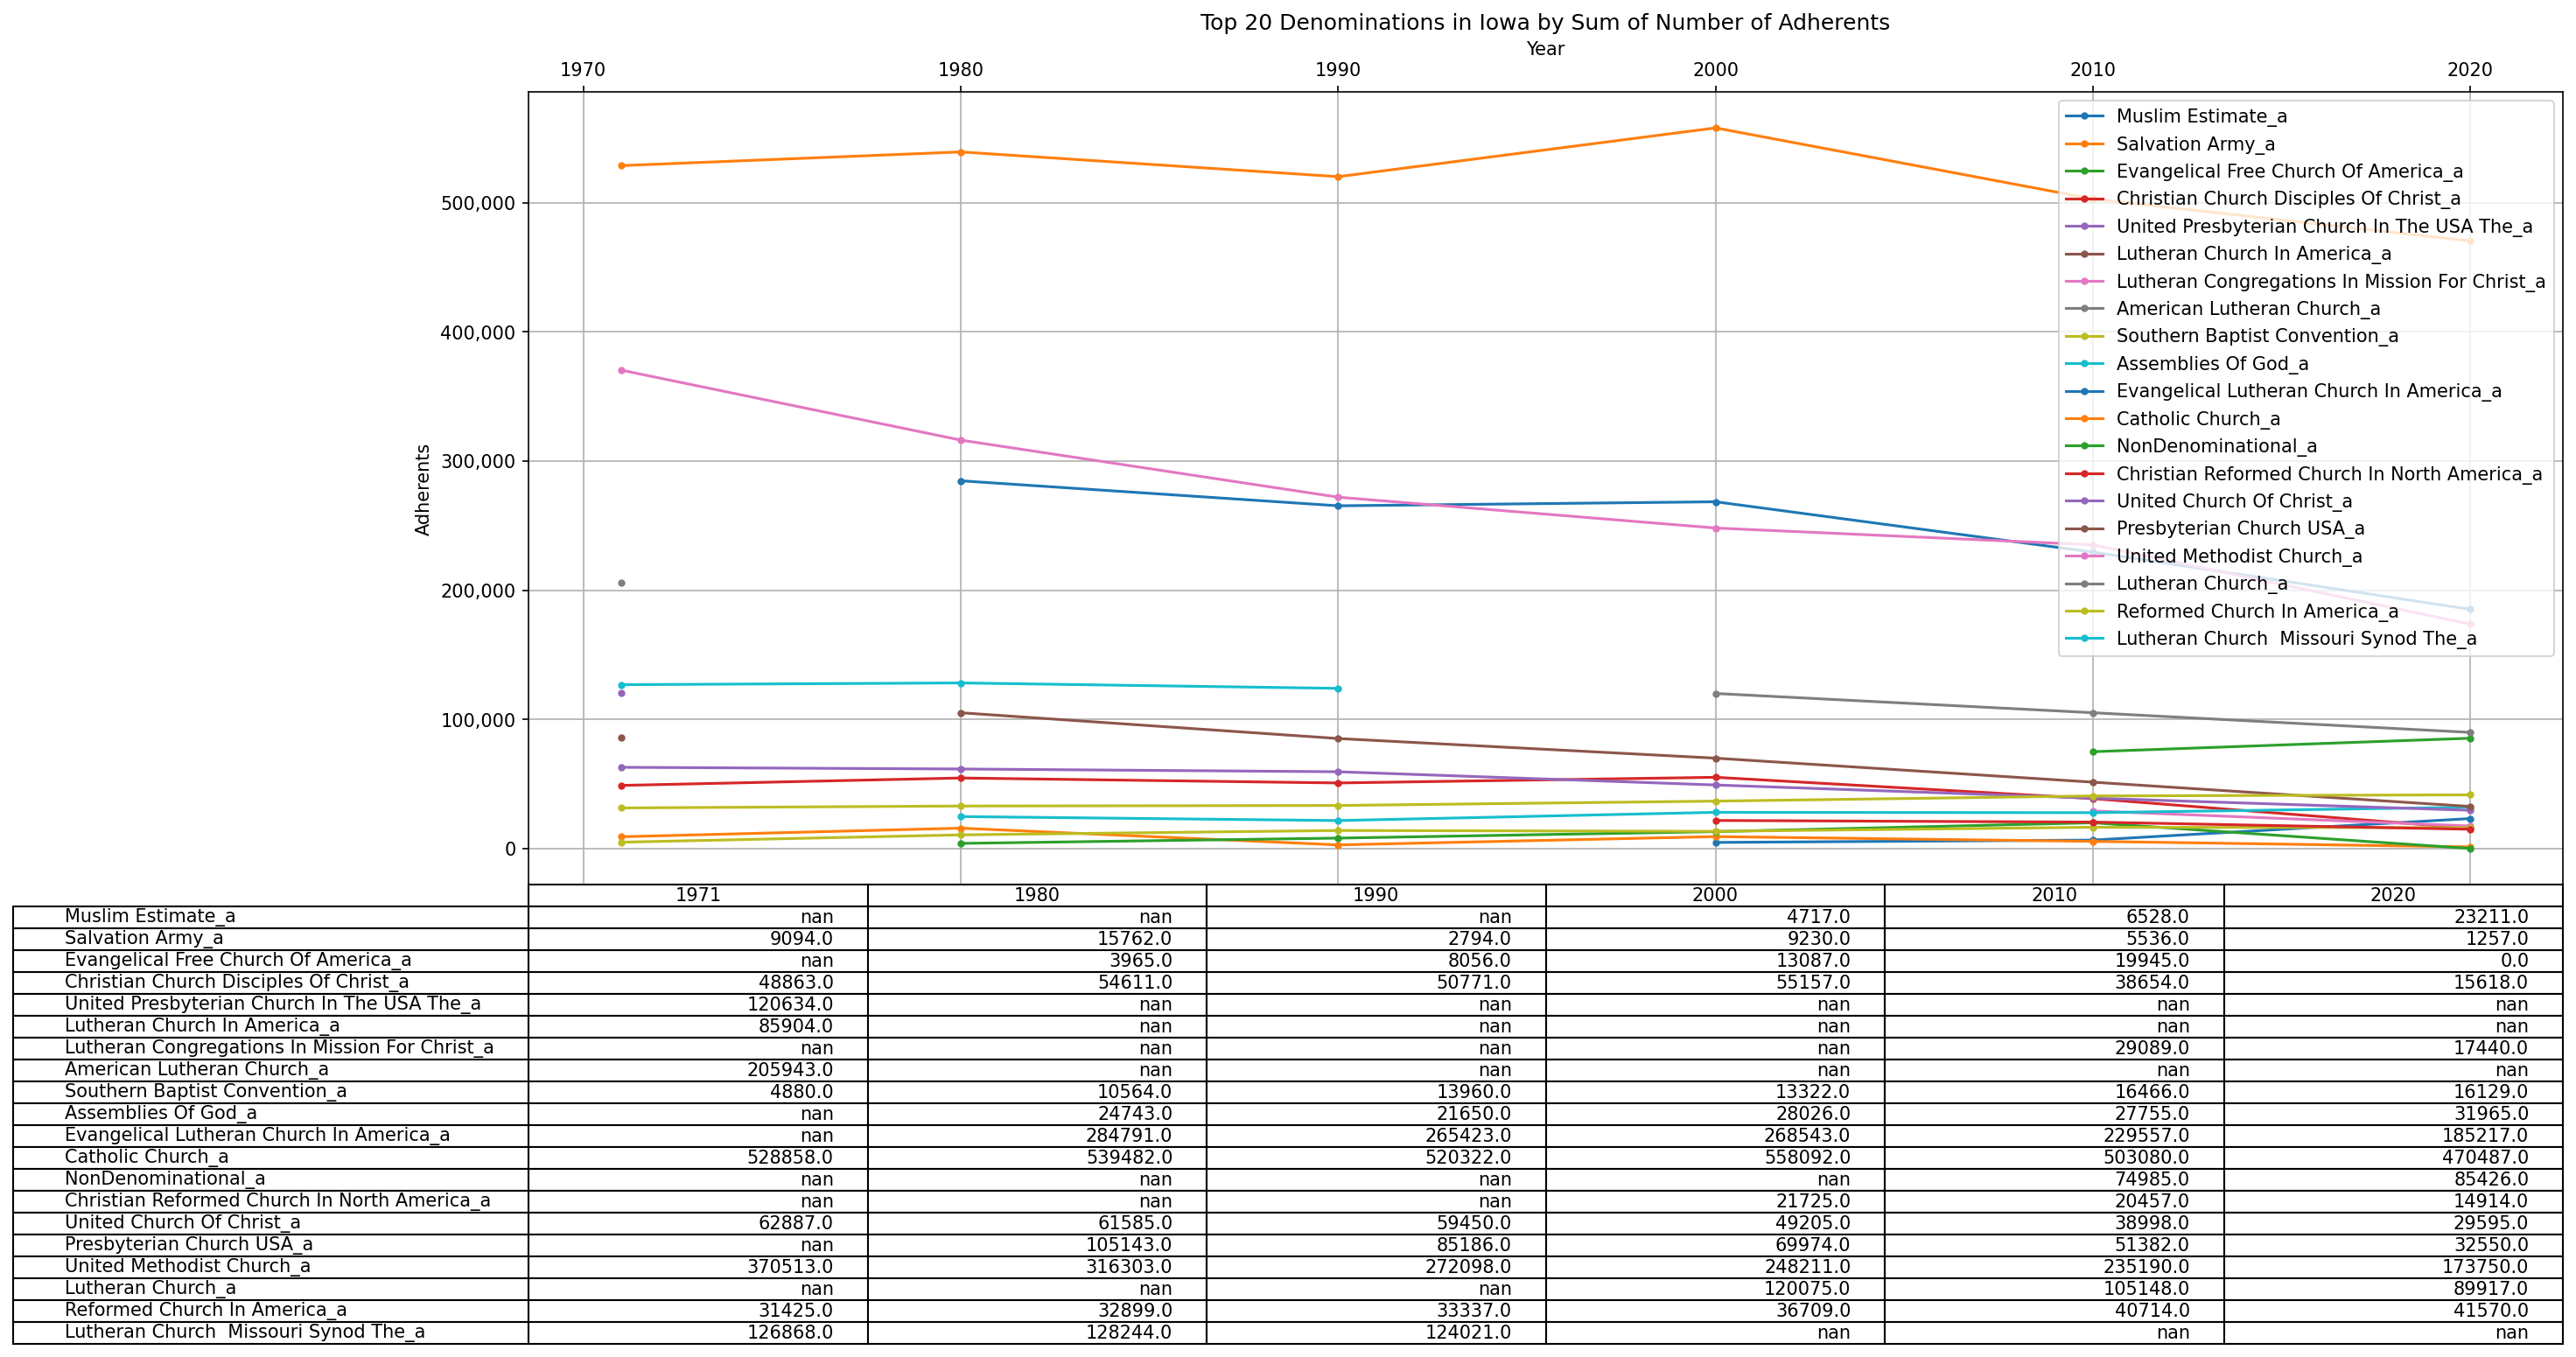 Top 20 Denominations in Iowa by Sum of Number of Adherents
Year
1970 1980 1990 2000 2010 2020
Adherents
500,000
400,000
300,000
200,000
100,000
0
Muslim Estimate_a
Salvation Army_a
Evangelical Free Church Of America_a
Christian Church Disciples Of Christ_a
United Presbyterian Church In The USA The_a
Lutheran Church In America_a
Lutheran Congregations In Mission For Christ_a
American Lutheran Church_a
Southern Baptist Convention_a
Assemblies Of God_a
Evangelical Lutheran Church In America_a
Catholic Church_a
NonDenominational_a
Christian Reformed Church In North America_a
United Church Of Christ_a
Presbyterian Church USA_a
United Methodist Church_a
Lutheran Church_a
Reformed Church In America_a
Lutheran Church  Missouri Synod The_a
1971 1980 1990 2000 2010 2020
Muslim Estimate_a nan nan nan 4717.0 6528.0 23211.0
Salvation Army_a 9094.0 15762.0 2794.0 9230.0 5536.0 1257.0
Evangelical Free Church Of America_a nan 3965.0 8056.0 13087.0 19945.0 0.0
Christian Church Disciples Of Christ_a 48863.0 54611.0 50771.0 55157.0 38654.0 15618.0
United Presbyterian Church In The USA The_a 120634.0 nan nan nan nan nan
Lutheran Church In America_a 85904.0 nan nan nan nan nan
Lutheran Congregations In Mission For Christ_a nan nan nan nan 29089.0 17440.0
American Lutheran Church_a 205943.0 nan nan nan nan nan
Southern Baptist Convention_a 4880.0 10564.0 13960.0 13322.0 16466.0 16129.0
Assemblies Of God_a nan 24743.0 21650.0 28026.0 27755.0 31965.0
Evangelical Lutheran Church In America_a nan 284791.0 265423.0 268543.0 229557.0 185217.0
Catholic Church_a 528858.0 539482.0 520322.0 558092.0 503080.0 470487.0
NonDenominational_a nan nan nan nan 74985.0 85426.0
Christian Reformed Church In North America_a nan nan nan 21725.0 20457.0 14914.0
United Church Of Christ_a 62887.0 61585.0 59450.0 49205.0 38998.0 29595.0
Presbyterian Church USA_a nan 105143.0 85186.0 69974.0 51382.0 32550.0
United Methodist Church_a 370513.0 316303.0 272098.0 248211.0 235190.0 173750.0
Lutheran Church_a nan nan nan 120075.0 105148.0 89917.0
Reformed Church In America_a 31425.0 32899.0 33337.0 36709.0 40714.0 41570.0
Lutheran Church  Missouri Synod The_a 126868.0 128244.0 124021.0 nan nan nan